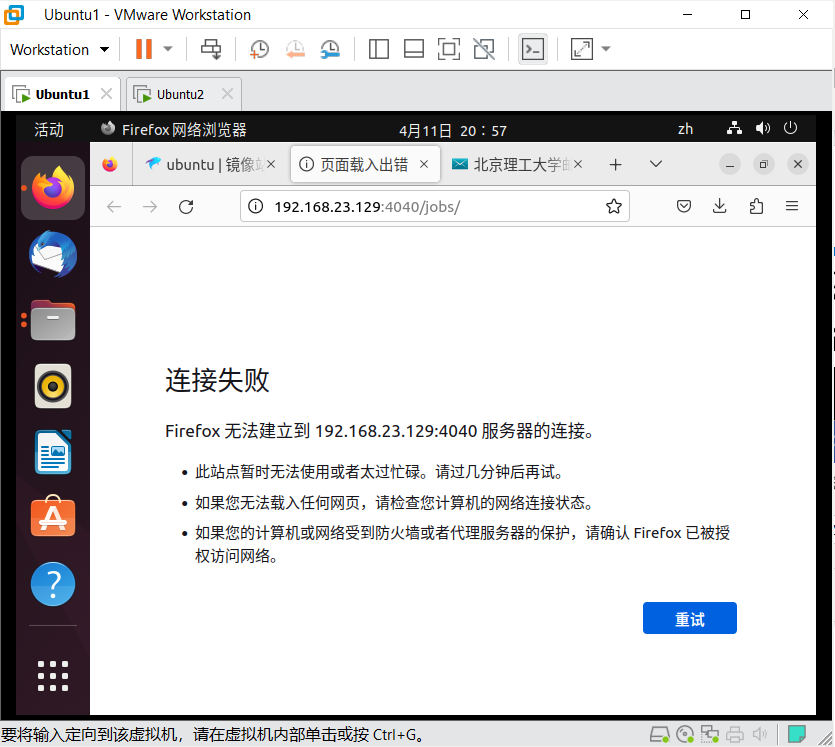 Ubuntu1 - VMware Workstation
Workstation
Ubuntu1
Ubuntu2
活动
Firefox 网络浏览器
4月11日 20：57
zh
ubuntu | 镜像站
页面载入出错
北京理工大学邮
192.168.23.129:4040/jobs/
连接失败
Firefox 无法建立到 192.168.23.129:4040 服务器的连接。
• 此站点暂时无法使用或者太过忙碌。请过几分钟后再试。
• 如果您无法载入任何网页，请检查您计算机的网络连接状态。
• 如果您的计算机或网络受到防火墙或者代理服务器的保护，请确认 Firefox 已被授
权访问网络。
重试
要将输入定向到该虚拟机，请在虚拟机内部单击或按 Ctrl+G。